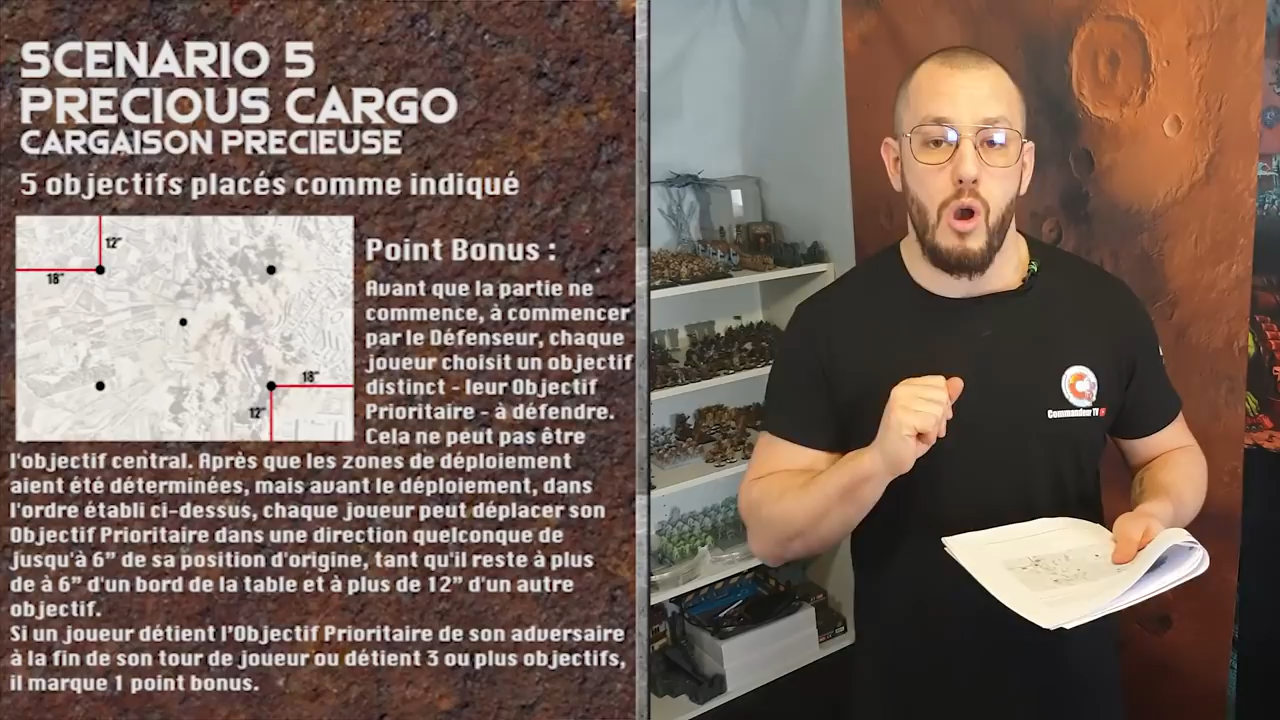 SCENARIO 5
PRECIOUS CARGO
CARGAISON PRECIEUSE
5 objectifs placés comme indiqué
12"
18"
18"
12"
Point Bonus :
Avant que la partie ne
commence, à commencer
par le Défenseur, chaque
joueur choisit un objectif
distinct - leur Objectif
Prioritaire - à défendre.
Cela ne peut pas être
l'objectif central. Après que les zones de déploiement
aient été déterminées, mais avant le déploiement, dans
l'ordre établi ci-dessus, chaque joueur peut déplacer son
Objectif Prioritaire dans une direction quelconque de
jusqu'à 6” de sa position d'origine, tant qu'il reste à plus
de à 6” d'un bord de la table et à plus de 12” d'un autre
objectif.
Si un joueur détient l’Objectif Prioritaire de son adversaire
à la fin de son tour de joueur ou détient 3 ou plus objectifs,
il marque 1 point bonus.
Commandeur TV